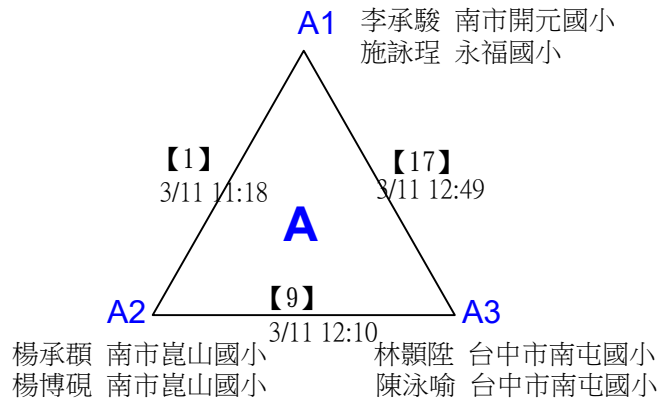 A1 李承駿 南市開元國小
施詠珵 永福國小
【1】
3/11 11:18
【17】
3/11 12:49
A
A2
【9】
3/11 12:10
A3
楊承頵 南市崑山國小
楊博硯 南市崑山國小
林顥陞 台中市南屯國小
陳泳喻 台中市南屯國小